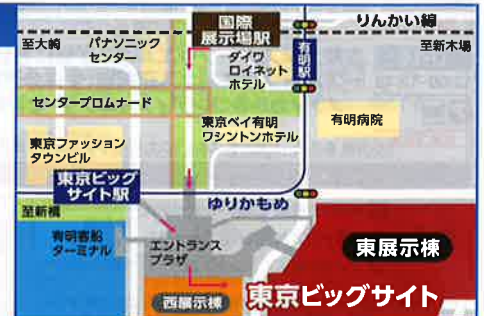 国際
展示場駅
りんかい線
至大崎
パナソニック
センター
有明駅
至新木場
ダイワ
ロイネット
ホテル
センタープロムナード
東京ベイ有明
ワシントンホテル
有明病院
東京ファッション
タウンビル
東京ビッグ
サイト駅
至新橋
ゆりかもめ
有明客船
ターミナル
エントランス
プラザ
東展示棟
西展示棟
東京ビッグサイト